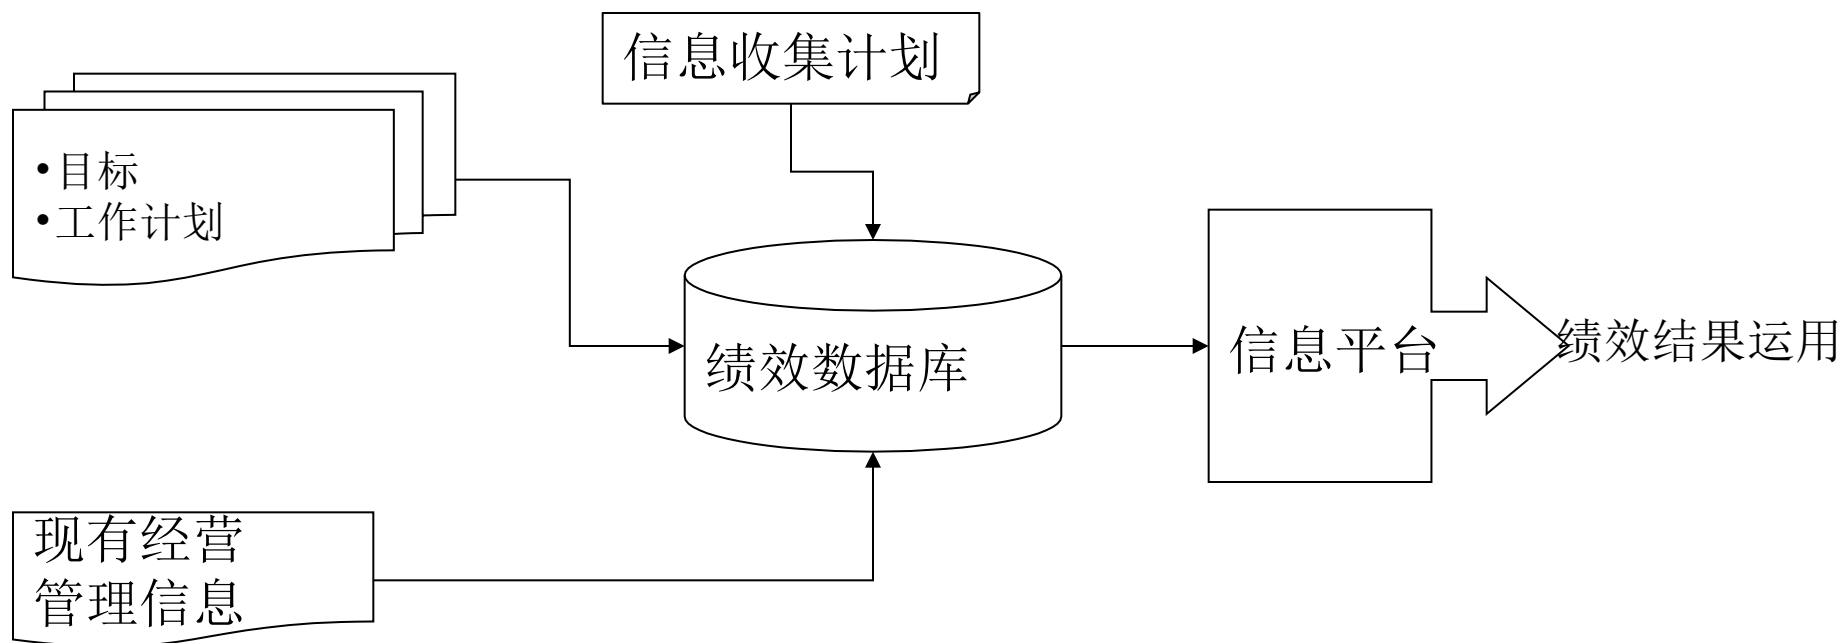 信息收集计划
•目标
•工作计划
绩效数据库
信息平台
绩效结果运用
现有经营
管理信息